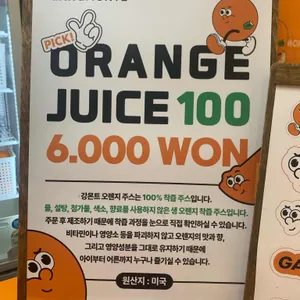 PICK!
ORANGE
JUICE 100
6.000 WON
강몬트 오렌지 주스는 100% 착즙 주스입니다.
물, 설탕, 첨가물, 색소, 향료를 사용하지 않은 생 오렌지 착즙 주스입니다.
주문 후 제조하기 때문에 착즙 과정을 눈으로 직접 확인하실 수 있습니다.
비타민이나 영양소 등을 파괴하지 않고 오렌지의 맛과 향,
그리고 영양성분을 그대로 유지하기 때문에
아이부터 어른까지 누구나 즐기실 수 있습니다.
원산지 : 미국